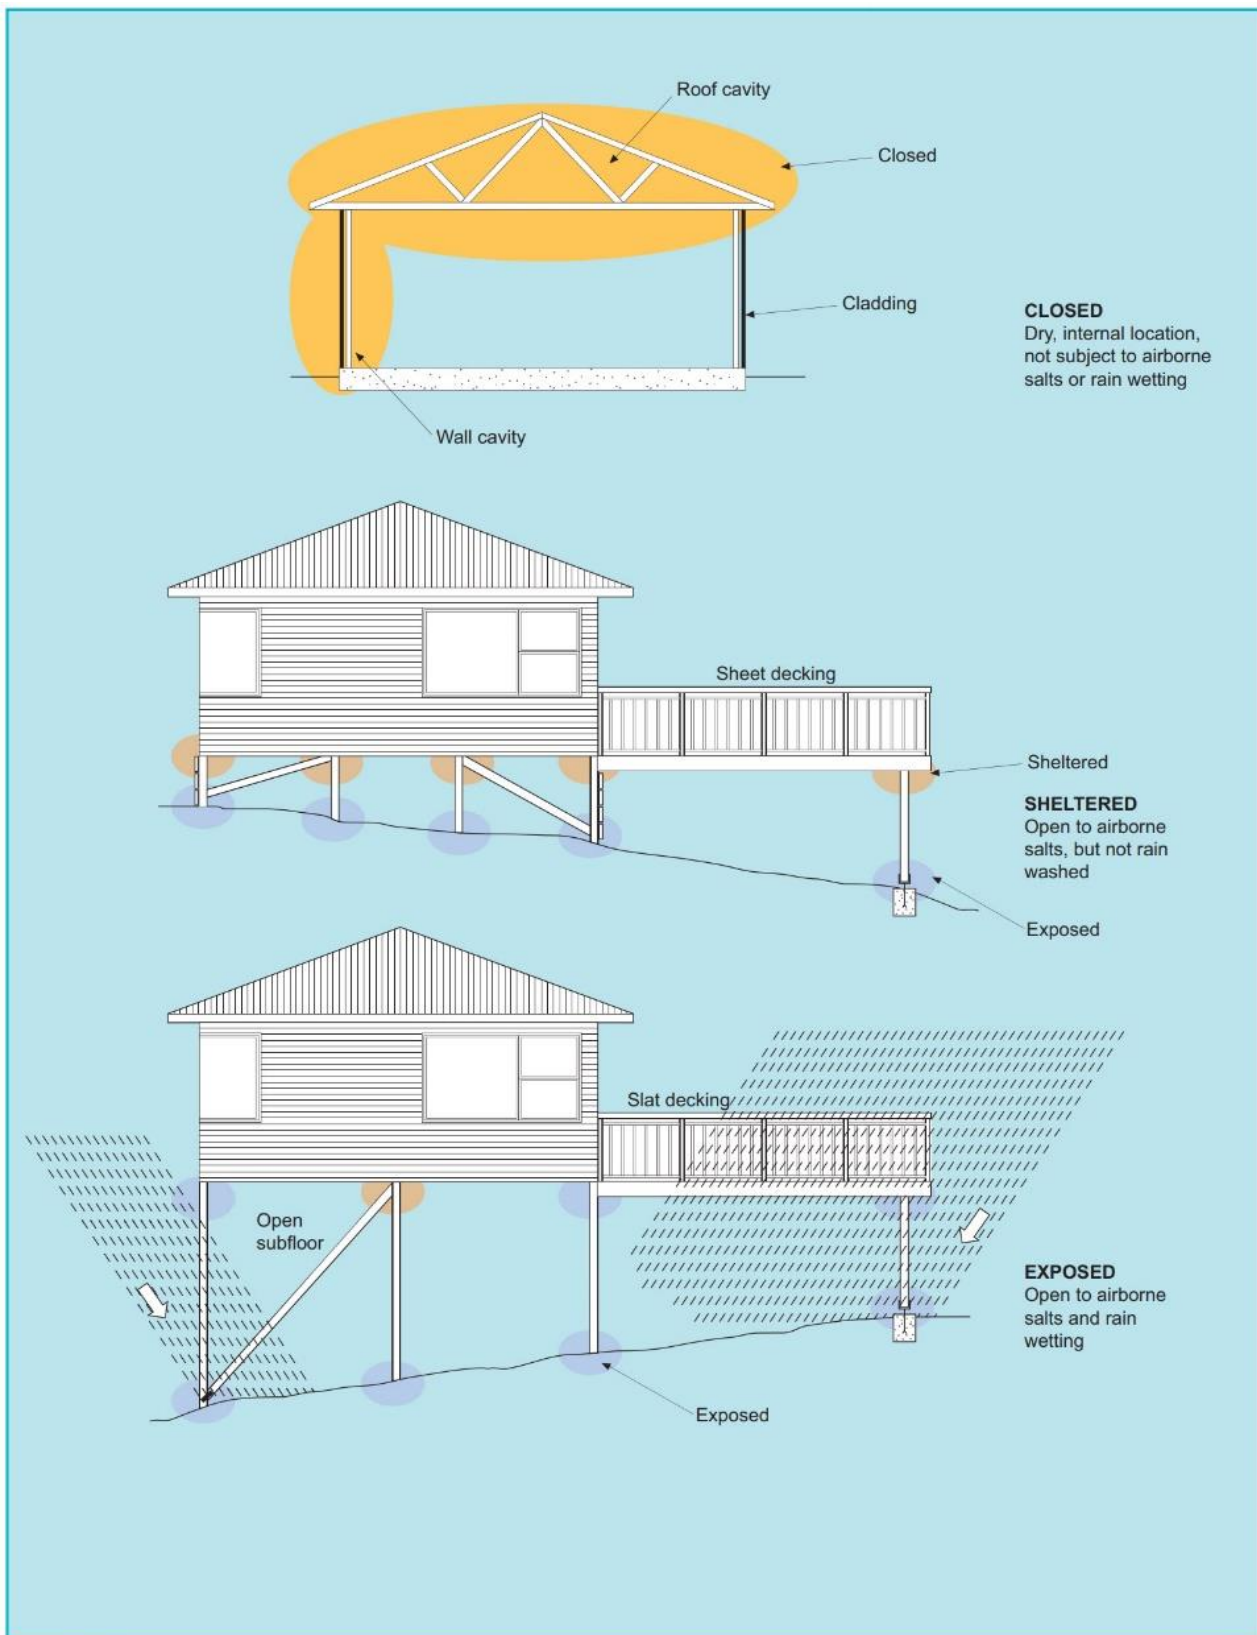 Roof cavity
Closed
Cladding
CLOSED
Dry, internal location,
not subject to airborne
salts or rain wetting
Wall cavity
Sheet decking
Sheltered
SHELTERED
Open to airborne
salts, but not rain
washed
Exposed
Slat decking
Open
subfloor
EXPOSED
Open to airborne
salts and rain
wetting
Exposed